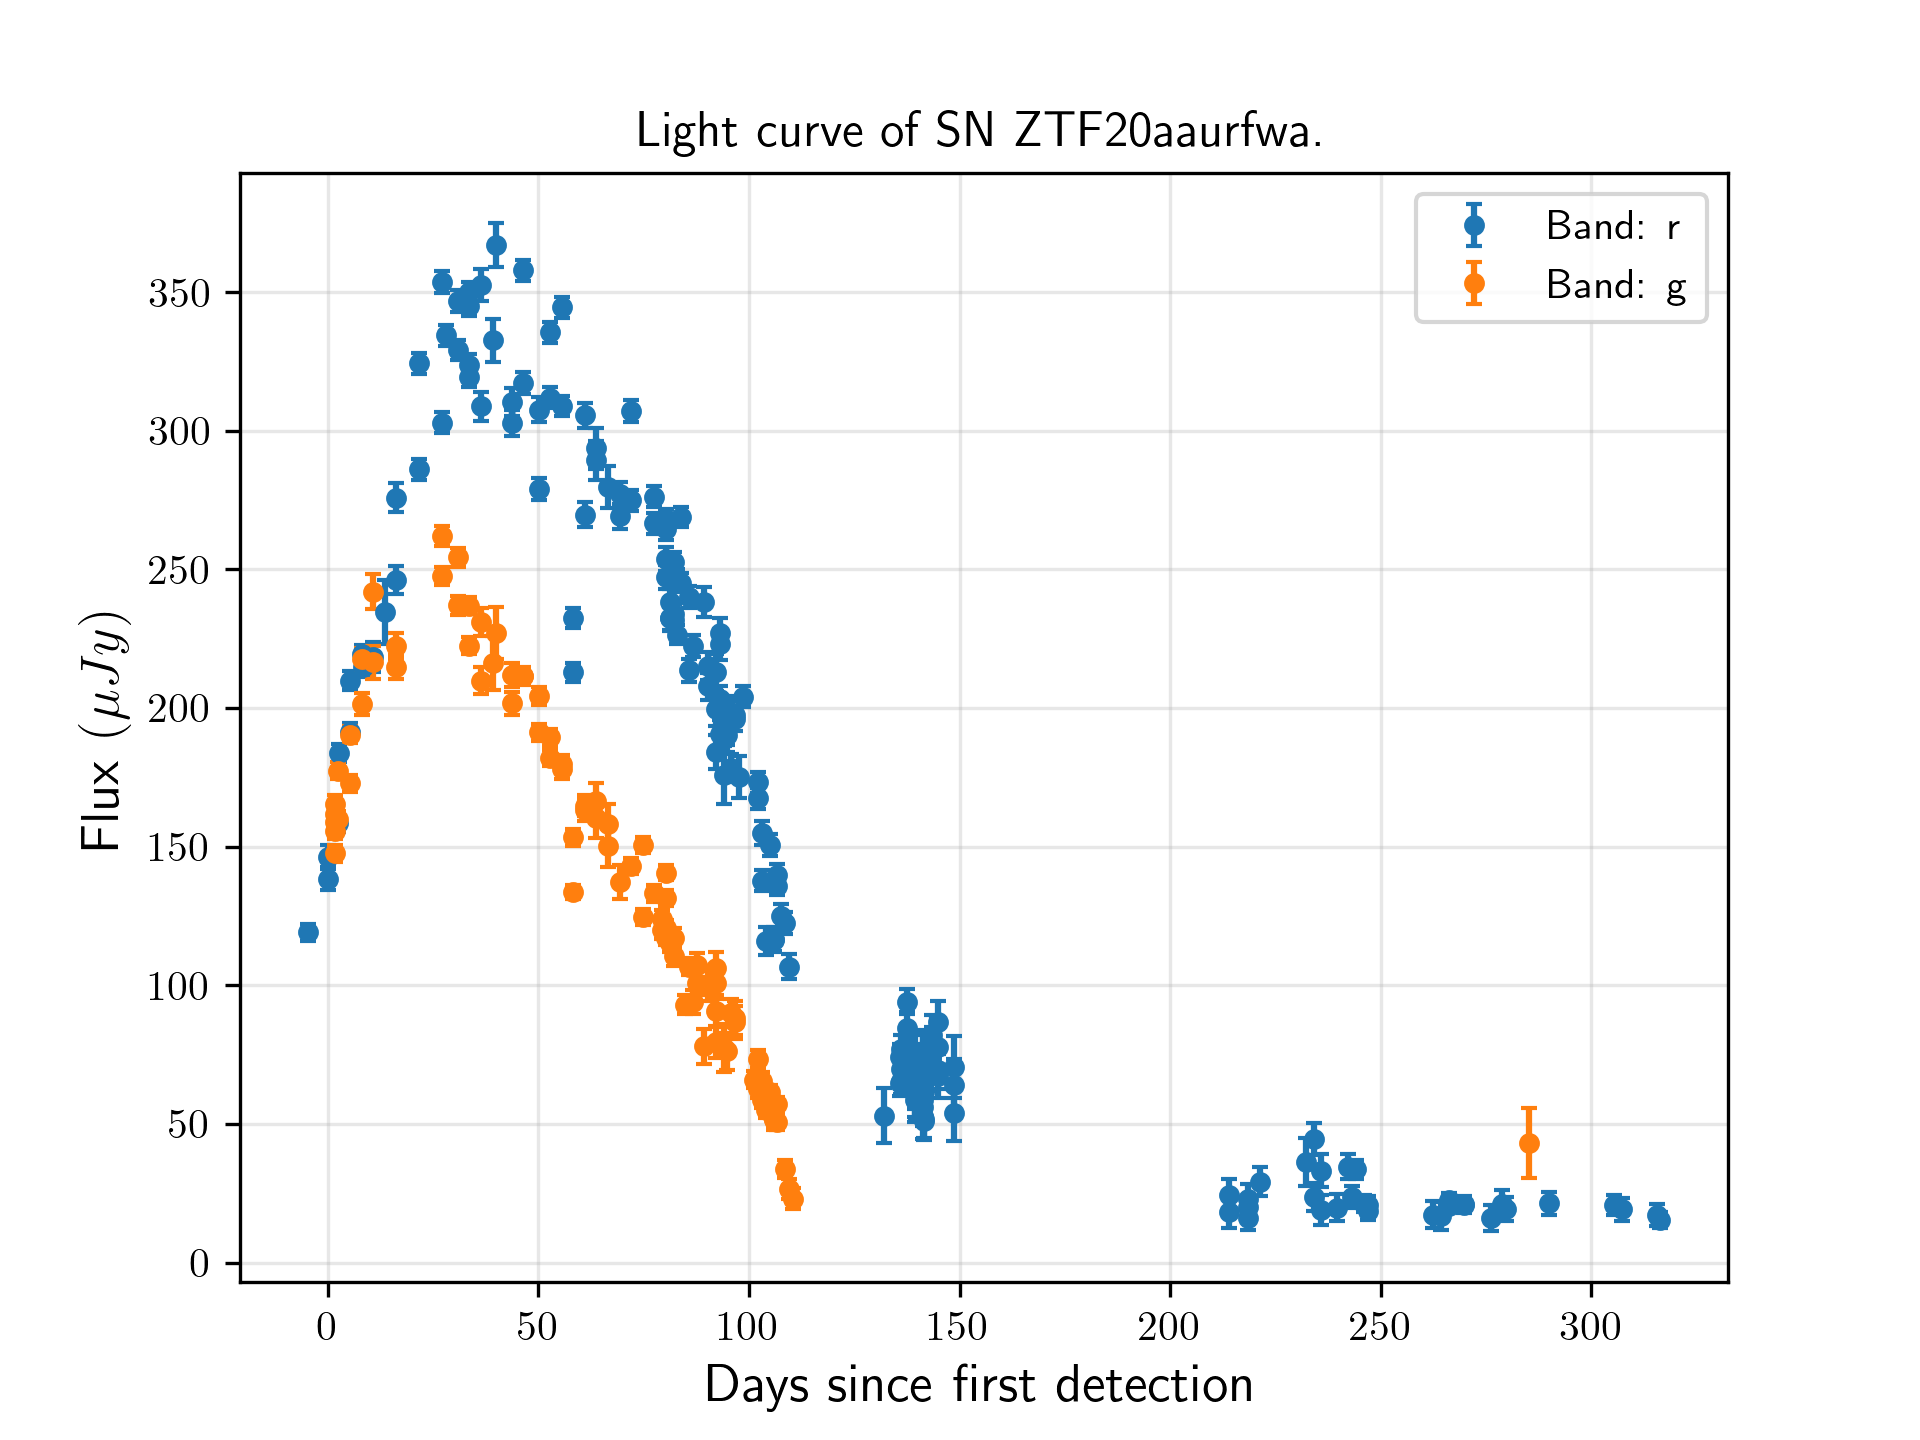 Light curve of SN ZTF20aaurfwa.
Band: r
Band: g
Flux (μJy)
350
300
250
200
150
100
50
0
0 50 100 150 200 250 300
Days since first detection